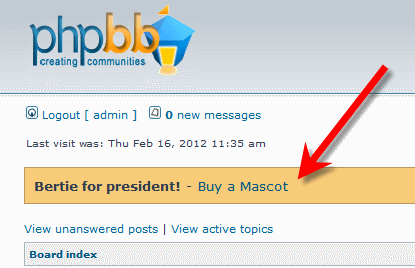 phpBB
creating communities
Logout [ admin ] 0 new messages
Last visit was: Thu Feb 16, 2012 11:35 am
Bertie for president! - Buy a Mascot
View unanswered posts | View active topics
Board index